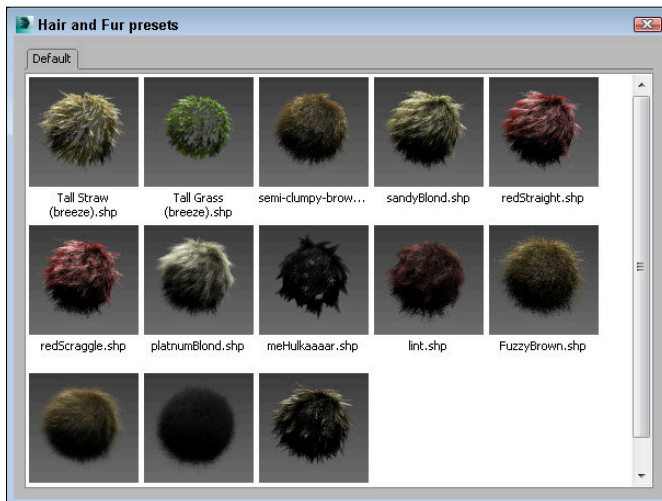 Hair and Fur presets
Default
Tall Straw
(breeze).shp
Tall Grass
(breeze).shp
semi-clumpy-brow...
sandyBlond.shp
redStraight.shp
redScraggle.shp
platnumBlond.shp
meHulkaaaar.shp
lint.shp
FuzzyBrown.shp